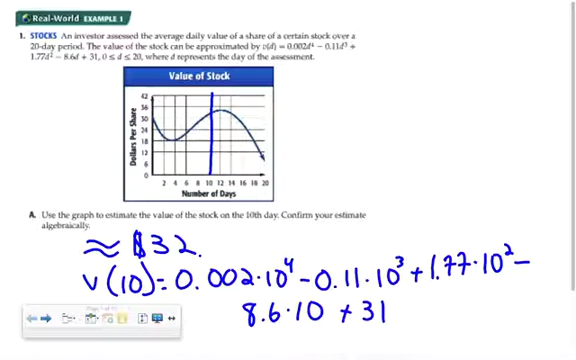 Real-World EXAMPLE 1
1. STOCKS An investor assessed the average daily value of a share of a certain stock over a
20-day period. The value of the stock can be approximated by v(d) = 0.002d⁴ − 0.11d³ +
1.77d² − 8.6d + 31, 0 ≤ d ≤ 20, where d represents the day of the assessment.
Value of Stock
Dollars Per Share
42
36
30
24
18
12
6
0
2 4 6 8 10 12 14 16 18 20
Number of Days
A. Use the graph to estimate the value of the stock on the 10th day. Confirm your estimate
algebraically.
≈ $32.
v(10) = 0.002·10⁴ − 0.11·10³ + 1.77·10² −
8.6·10 + 31